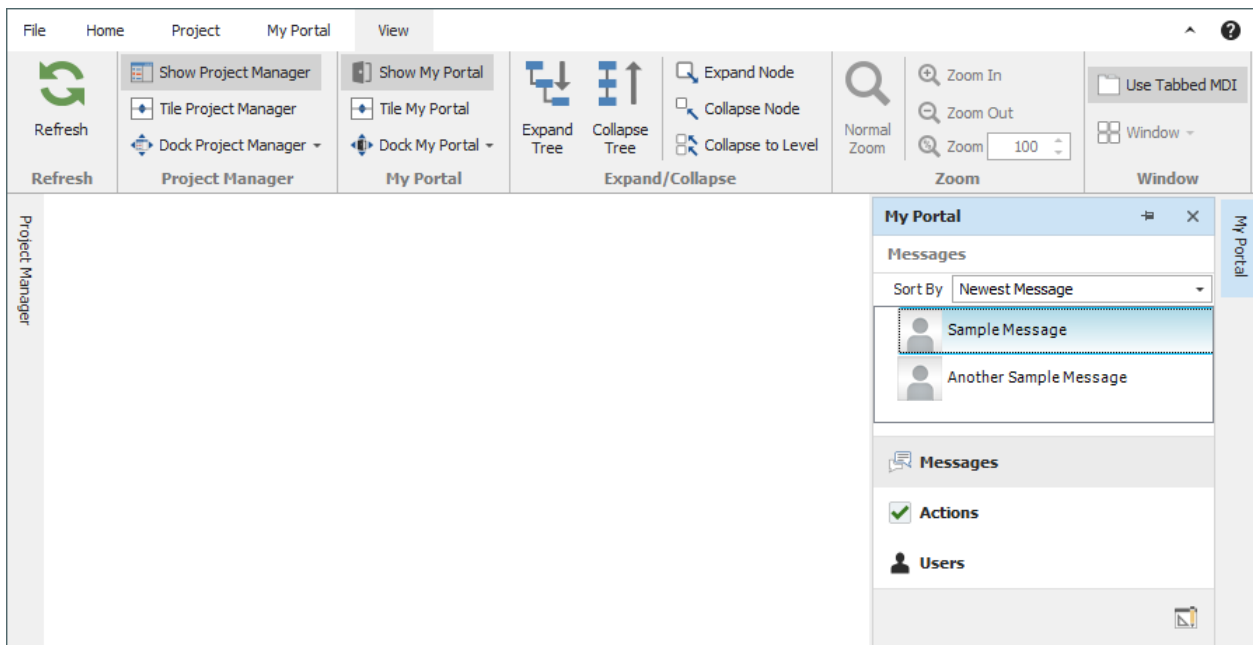 File Home Project My Portal View
Show Project Manager
Tile Project Manager
Dock Project Manager
Refresh
Refresh
Project Manager
Show My Portal
Tile My Portal
Dock My Portal
My Portal
Expand Tree
Collapse Tree
Expand Node
Collapse Node
Collapse to Level
Expand/Collapse
Normal Zoom
Zoom In
Zoom Out
Zoom 100
Zoom
Use Tabbed MDI
Window
Window
Project Manager
My Portal
Messages
Sort By Newest Message
Sample Message
Another Sample Message
Messages
Actions
Users
My Portal